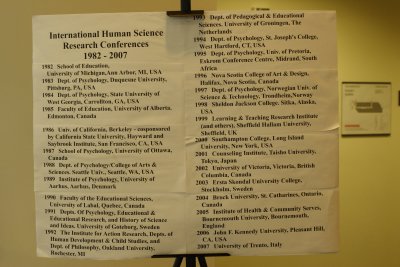 International Human Science
Research Conferences
1982 - 2007
1982 School of Education,
University of Michigan, Ann Arbor, MI, USA
1983 Dept. of Psychology, Duquesne University,
Pittsburg, PA, USA
1984 Dept. of Psychology, State University of
West Georgia, Carrollton, GA, USA
1985 Faculty of Education, University of Alberta,
Edmonton, Canada
1986 Univ. of California, Berkeley - cosponsored
by California State University, Hayward and
Saybrook Institute, San Francisco, CA, USA
1987 School of Psychology, University of Ottawa,
Canada
1988 Dept. of Psychology/College of Arts &
Sciences. Seattle Univ., Seattle, WA, USA
1989 Institute of Psychology, University of
Aarhus, Aarhus, Denmark
1990 Faculty of the Educational Sciences,
University of Labal, Quebec, Canada
1991 Depts. Of Psychology, Educational &
Educational Research, and History of Science
and Ideas. University of Goteburg, Sweden
1992 The Institute for Action Research, Depts. of
Human Development & Child Studies, and
Dept. of Philosophy, Oakland University,
Rochester, MI
1993 Dept. of Pedagogical & Educational
Sciences. University of Groningen, The
Netherlands
1994 Dept. of Psychology, St. Joseph's College,
West Hartford, CT, USA
1995 Dept. of Psychology, Univ. of Pretoria,
Eskrom Conference Centre, Midrand, South
Africa
1996 Nova Scotia College of Art & Design,
Halifax, Nova Scotia, Canada
1997 Dept. of Psychology, Norwegian Univ. of
Science & Technology, Trondheim, Norway
1998 Sheldon Jackson College, Sitka, Alaska,
USA
1999 Learning & Teaching Research Institute
(and others), Sheffield Hallam University,
Sheffield, UK
2000 Southampton College, Long Island
University, New York, USA
2001 Counseling Institute, Taisho University,
Tokyo, Japan
2002 University of Victoria, Victoria, British
Columbia, Canada
2003 Ersta Skondal University College,
Stockholm, Sweden
2004 Brock University, St. Catharines, Ontario,
Canada
2005 Institute of Health & Community Serves,
Bournemouth University, Bournemouth,
England
2006 John F. Kennedy University, Pleasant Hill,
CA, USA
2007 University of Trento, Italy